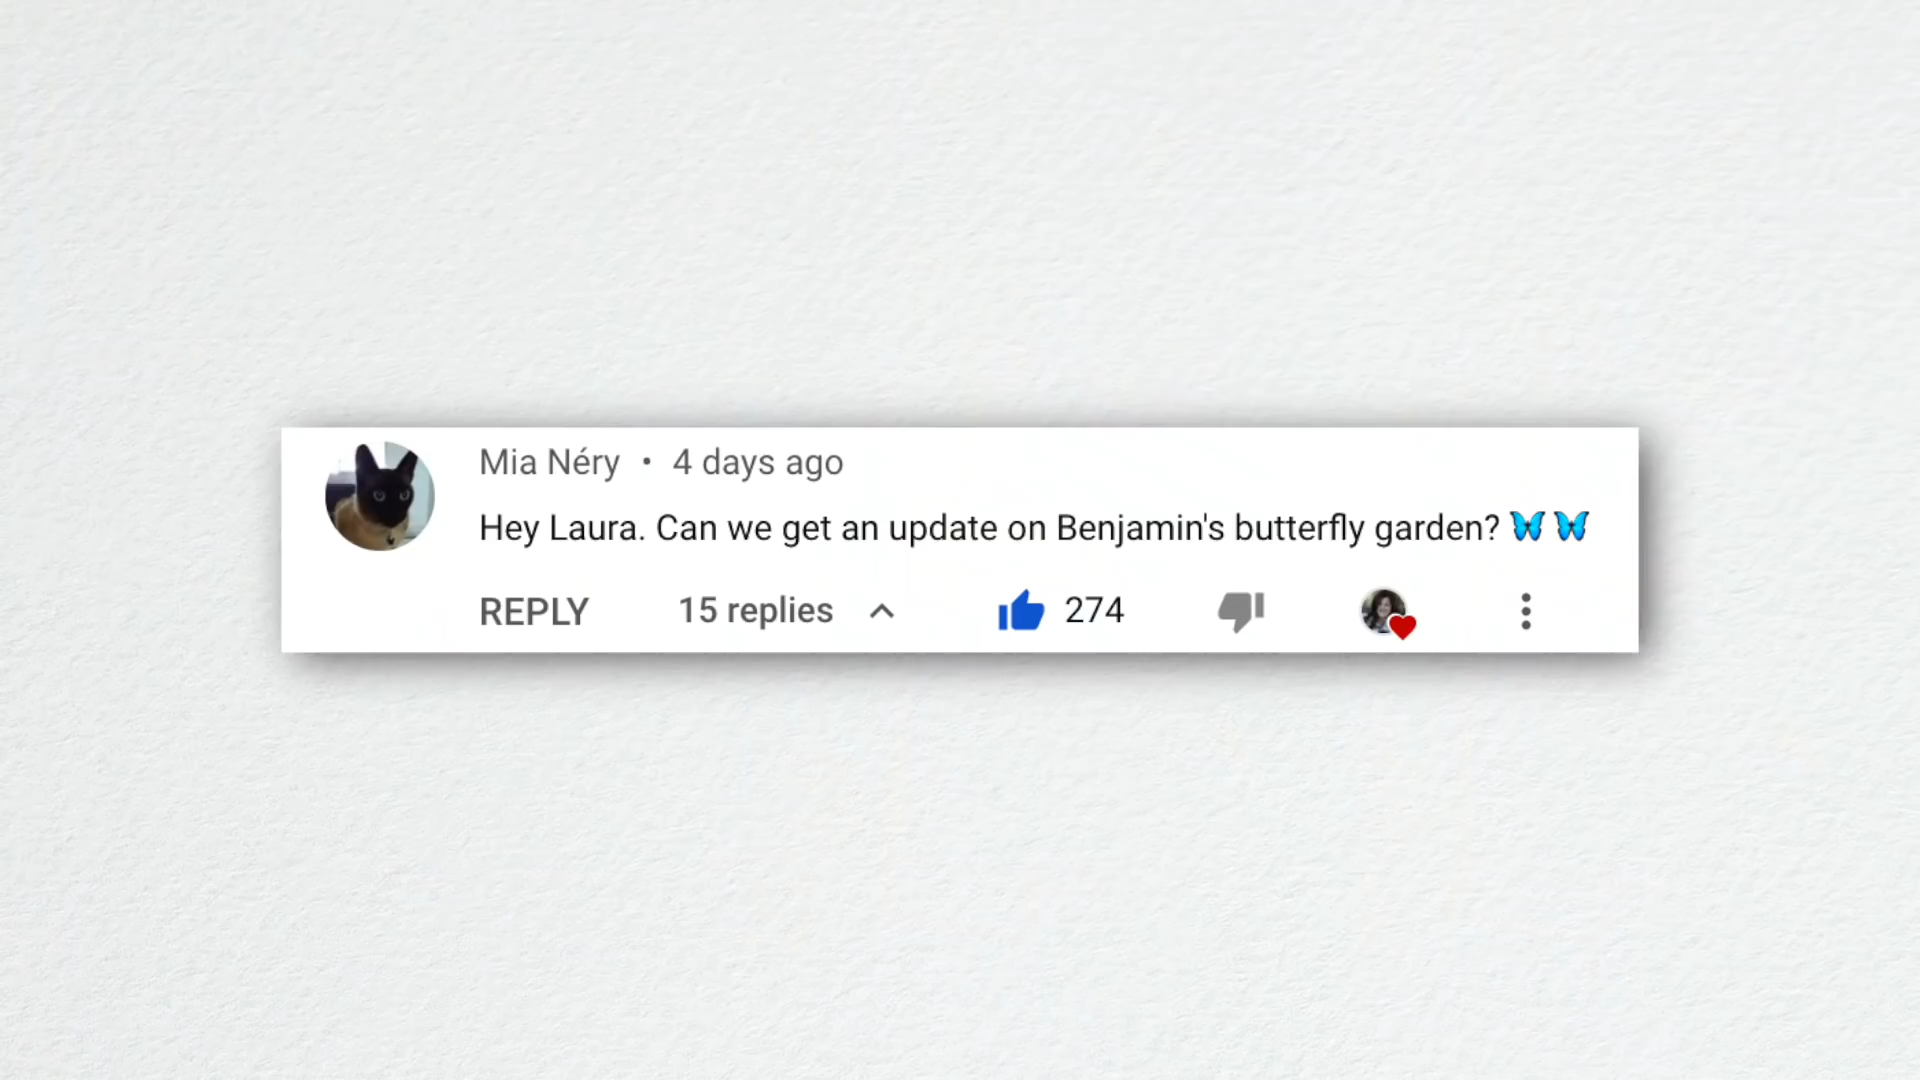 Mia Néry • 4 days ago
Hey Laura. Can we get an update on Benjamin's butterfly garden? 🦋🦋
REPLY 15 replies 274